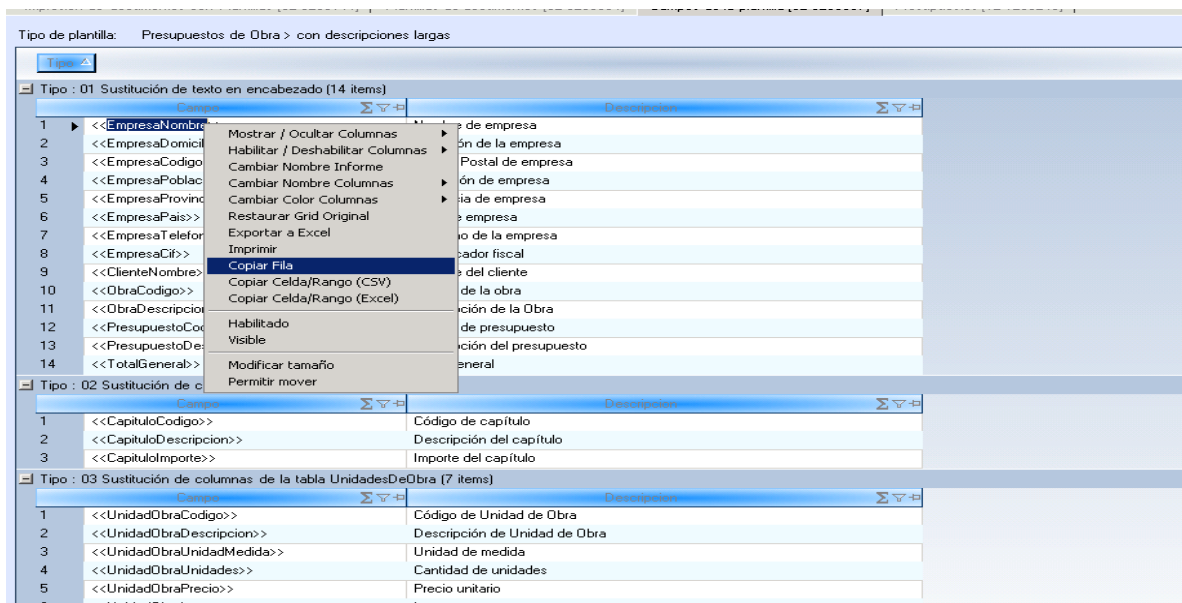 Tipo de plantilla: Presupuestos de Obra > con descripciones largas
Tipo
Tipo : 01 Sustitución de texto en encabezado (14 items)
Campo Descripcion
1 <<EmpresaNombre de empresa
2 <<EmpresaDomicil ón de la empresa
3 <<EmpresaCodigo Postal de empresa
4 <<EmpresaPoblac ón de empresa
5 <<EmpresaProvinc ia de empresa
6 <<EmpresaPais>> empresa
7 <<EmpresaTelefor o de la empresa
8 <<EmpresaCif>> cador fiscal
9 <<ClienteNombre> del cliente
10 <<ObraCodigo>> de la obra
11 <<ObraDescripcior ción de la Obra
12 <<PresupuestoCod de presupuesto
13 <<PresupuestoDes ción del presupuesto
14 <<TotalGeneral>> eneral
Mostrar / Ocultar Columnas
Habilitar / Deshabilitar Columnas
Cambiar Nombre Informe
Cambiar Nombre Columnas
Cambiar Color Columnas
Restaurar Grid Original
Exportar a Excel
Imprimir
Copiar Fila
Copiar Celda/Rango (CSV)
Copiar Celda/Rango (Excel)
Habilitado
Visible
Modificar tamaño
Permitir mover
Tipo : 02 Sustitución de c
Campo Descripcion
1 <<CapituloCodigo>> Código de capítulo
2 <<CapituloDescripcion>> Descripción del capítulo
3 <<CapituloImporte>> Importe del capítulo
Tipo : 03 Sustitución de columnas de la tabla UnidadesDeObra (7 items)
Campo Descripcion
1 <<UnidadObraCodigo>> Código de Unidad de Obra
2 <<UnidadObraDescripcion>> Descripción de Unidad de Obra
3 <<UnidadObraUnidadMedida>> Unidad de medida
4 <<UnidadObraUnidades>> Cantidad de unidades
5 <<UnidadObraPrecio>> Precio unitario